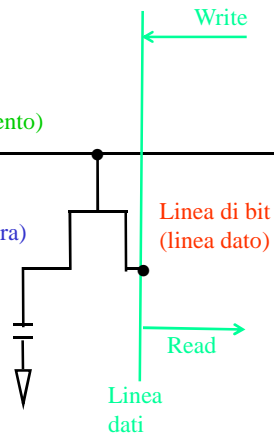 Write
ento)
Linea di bit
(linea dato)
ra)
Read
Linea
dati